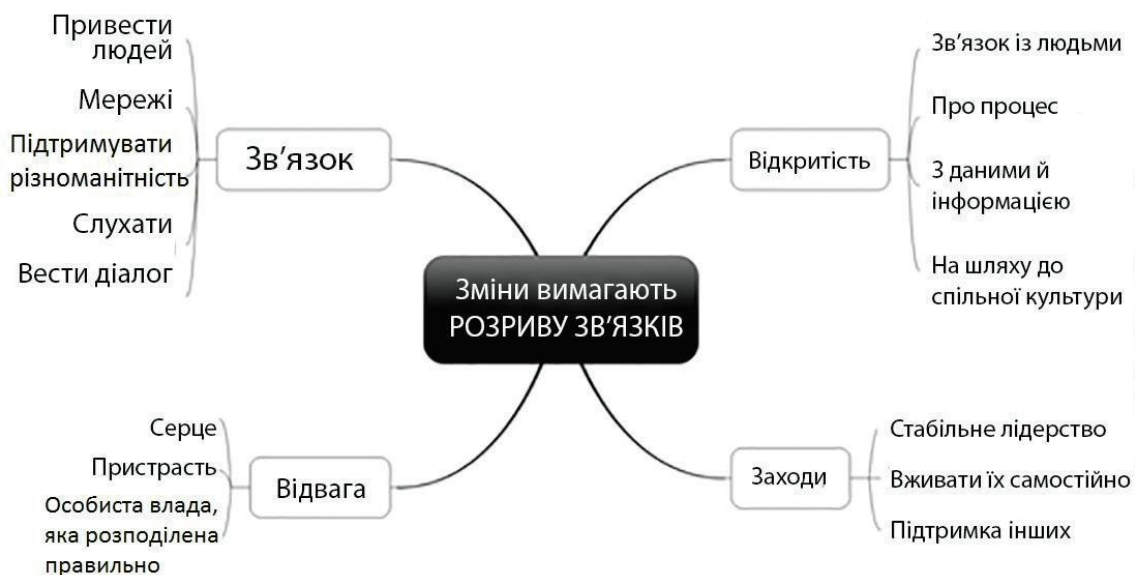 Зміни вимагають
РОЗРИВУ ЗВ’ЯЗКІВ
Зв’язок
Привести
людей
Мережі
Підтримувати
різноманітність
Слухати
Вести діалог
Відкритість
Зв’язок із людьми
Про процес
З даними й
інформацією
На шляху до
спільної культури
Відвага
Серце
Пристрасть
Особиста влада,
яка розподілена
правильно
Заходи
Стабільне лідерство
Вживати їх самостійно
Підтримка інших